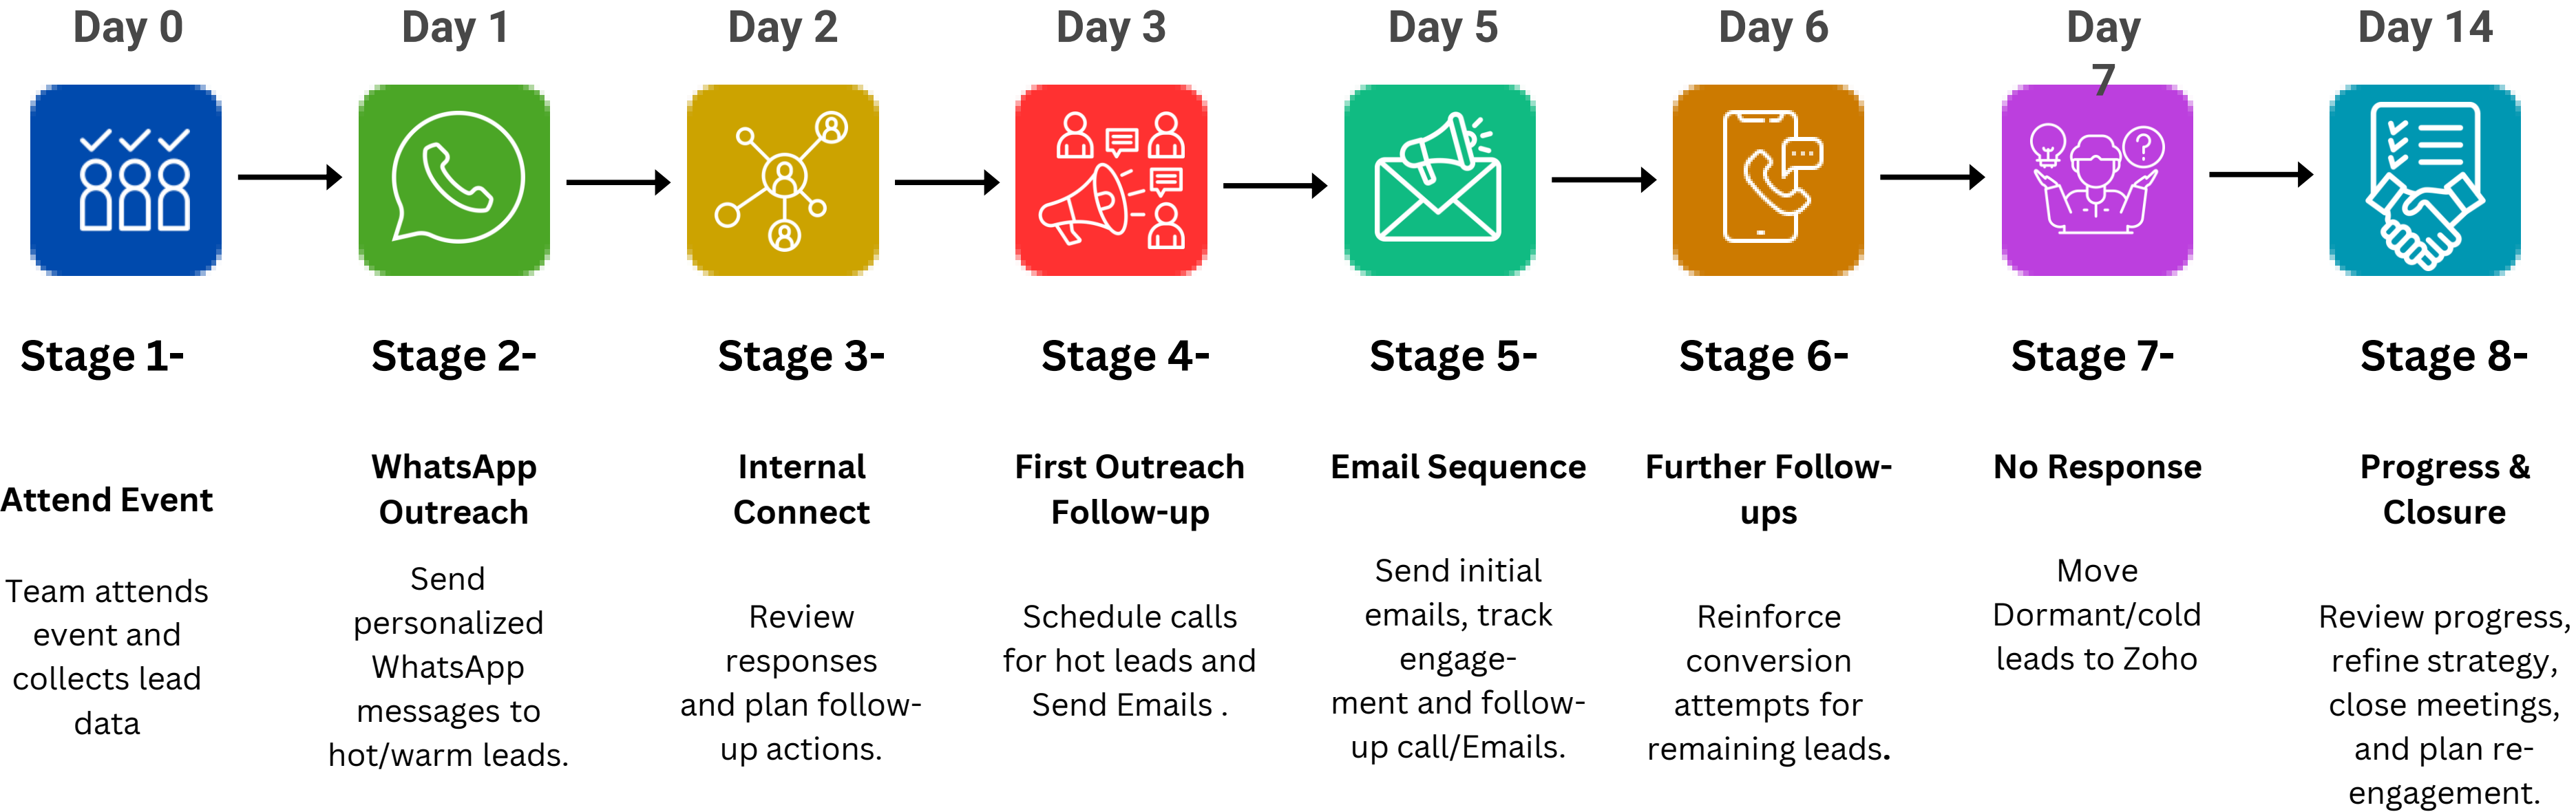 Day 0
Day 1
Day 2
Day 3
Day 5
Day 6
Day
7
Day 14
Stage 1-
Stage 2-
Stage 3-
Stage 4-
Stage 5-
Stage 6-
Stage 7-
Stage 8-
Attend Event
WhatsApp
Outreach
Internal
Connect
First Outreach
Follow-up
Email Sequence
Further Follow-
ups
No Response
Progress &
Closure
Team attends
event and
collects lead
data
Send
personalized
WhatsApp
messages to
hot/warm leads.
Review
responses
and plan follow-
up actions.
Schedule calls
for hot leads and
Send Emails .
Send initial
emails, track
engage-
ment and follow-
up call/Emails.
Reinforce
conversion
attempts for
remaining leads.
Move
Dormant/cold
leads to Zoho
Review progress,
refine strategy,
close meetings,
and plan re-
engagement.